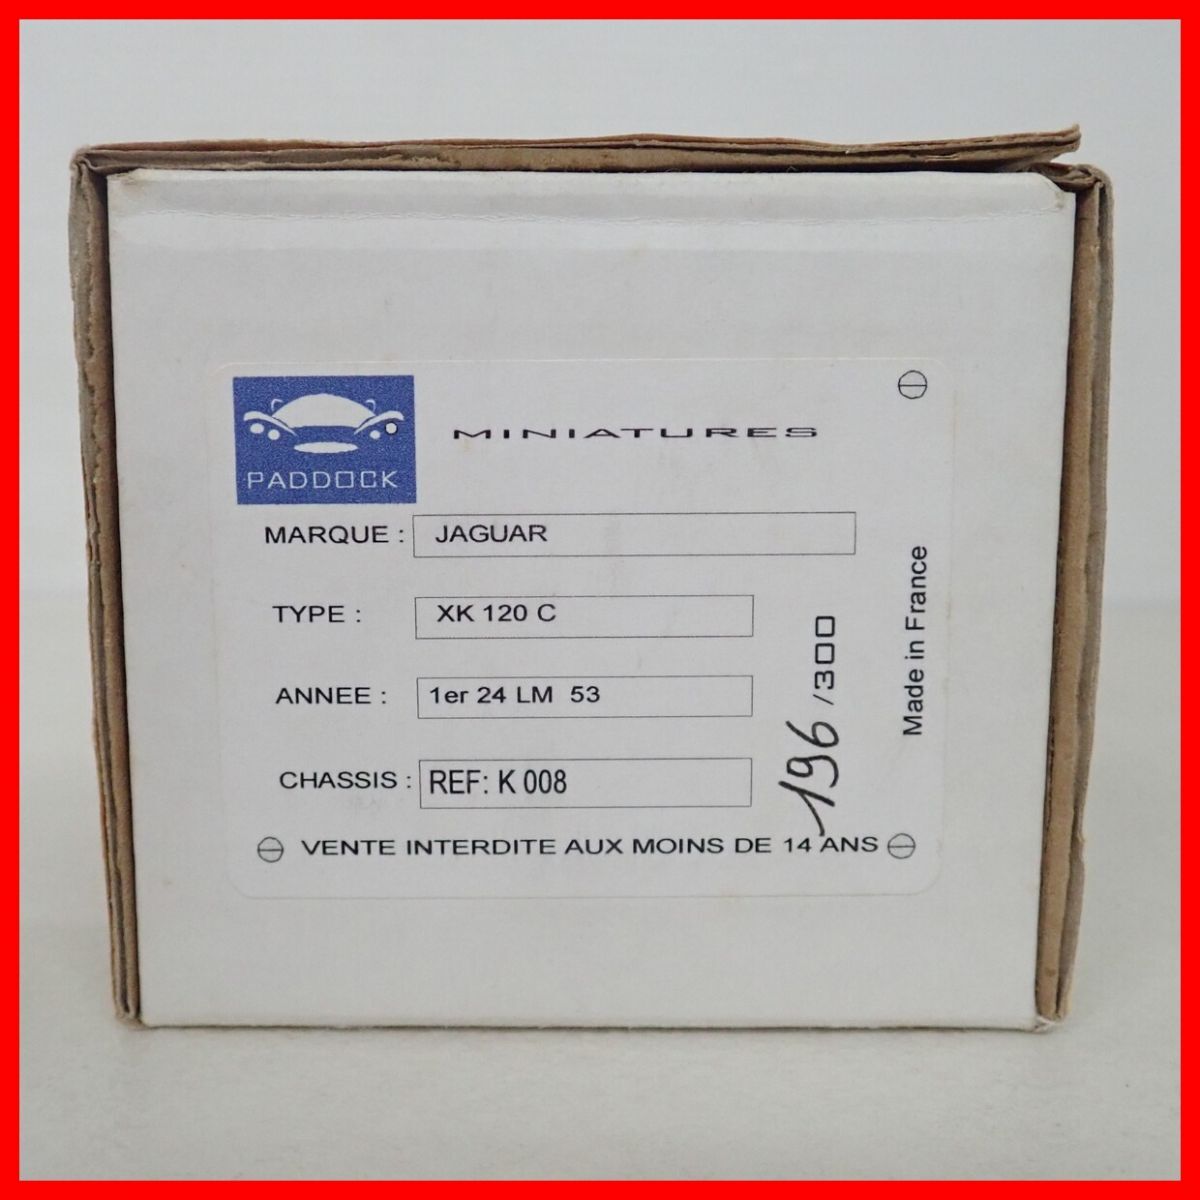 PADDOCK
MINIATURES
MARQUE : JAGUAR
TYPE : XK 120 C
ANNEE : 1er 24 LM 53
CHASSIS : REF: K 008
VENTE INTERDITE AUX MOINS DE 14 ANS
196 /300
Made in France